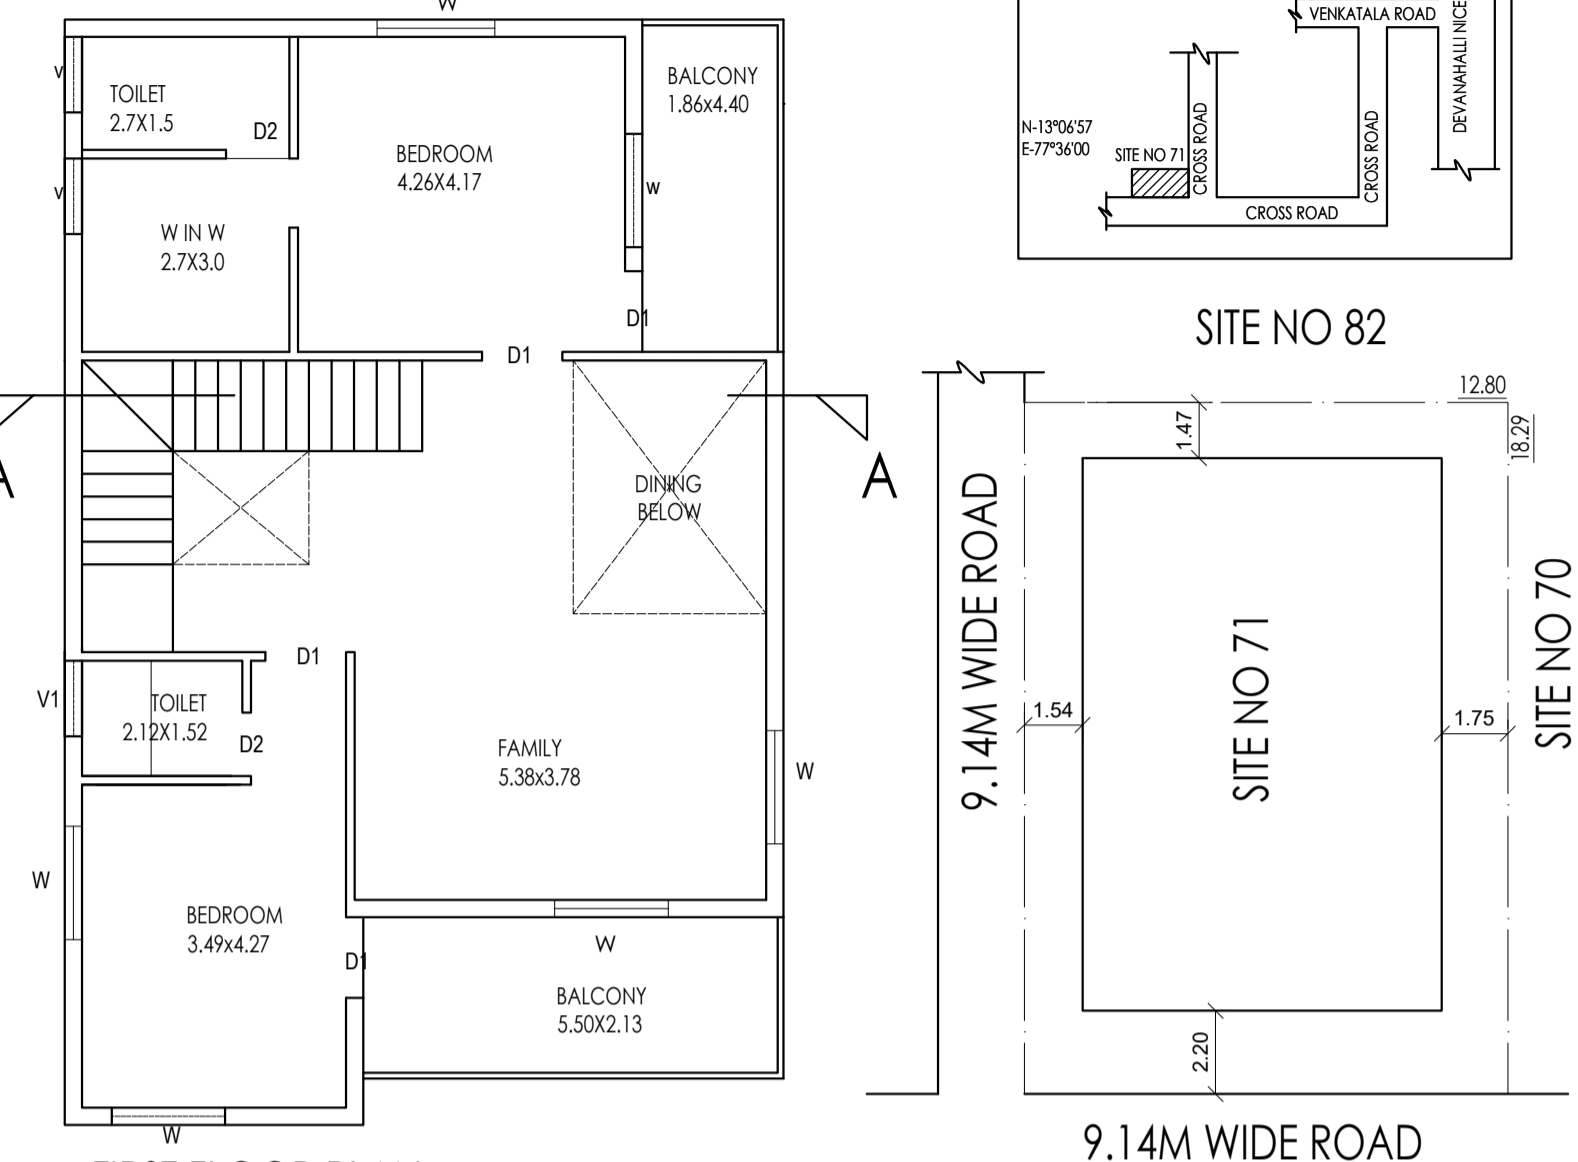 W
V
TOILET
2.7X1.5
D2
BEDROOM
4.26X4.17
BALCONY
1.86x4.40
V
W IN W
2.7X3.0
W
D1
D1
A
DINING
BELOW
A
D1
V1
TOILET
2.12X1.52
D2
FAMILY
5.38x3.78
W
W
BEDROOM
3.49x4.27
D1
W
BALCONY
5.50X2.13
W
FIRST FLOOR PLAN
VENKATALA ROAD
DEVANAHALLI NICE
N-13°06'57
E-77°36'00
SITE NO 71
CROSS ROAD
CROSS ROAD
CROSS ROAD
SITE NO 82
12.80
18.29
1.47
9.14M WIDE ROAD
SITE NO 71
SITE NO 70
1.54
1.75
2.20
9.14M WIDE ROAD